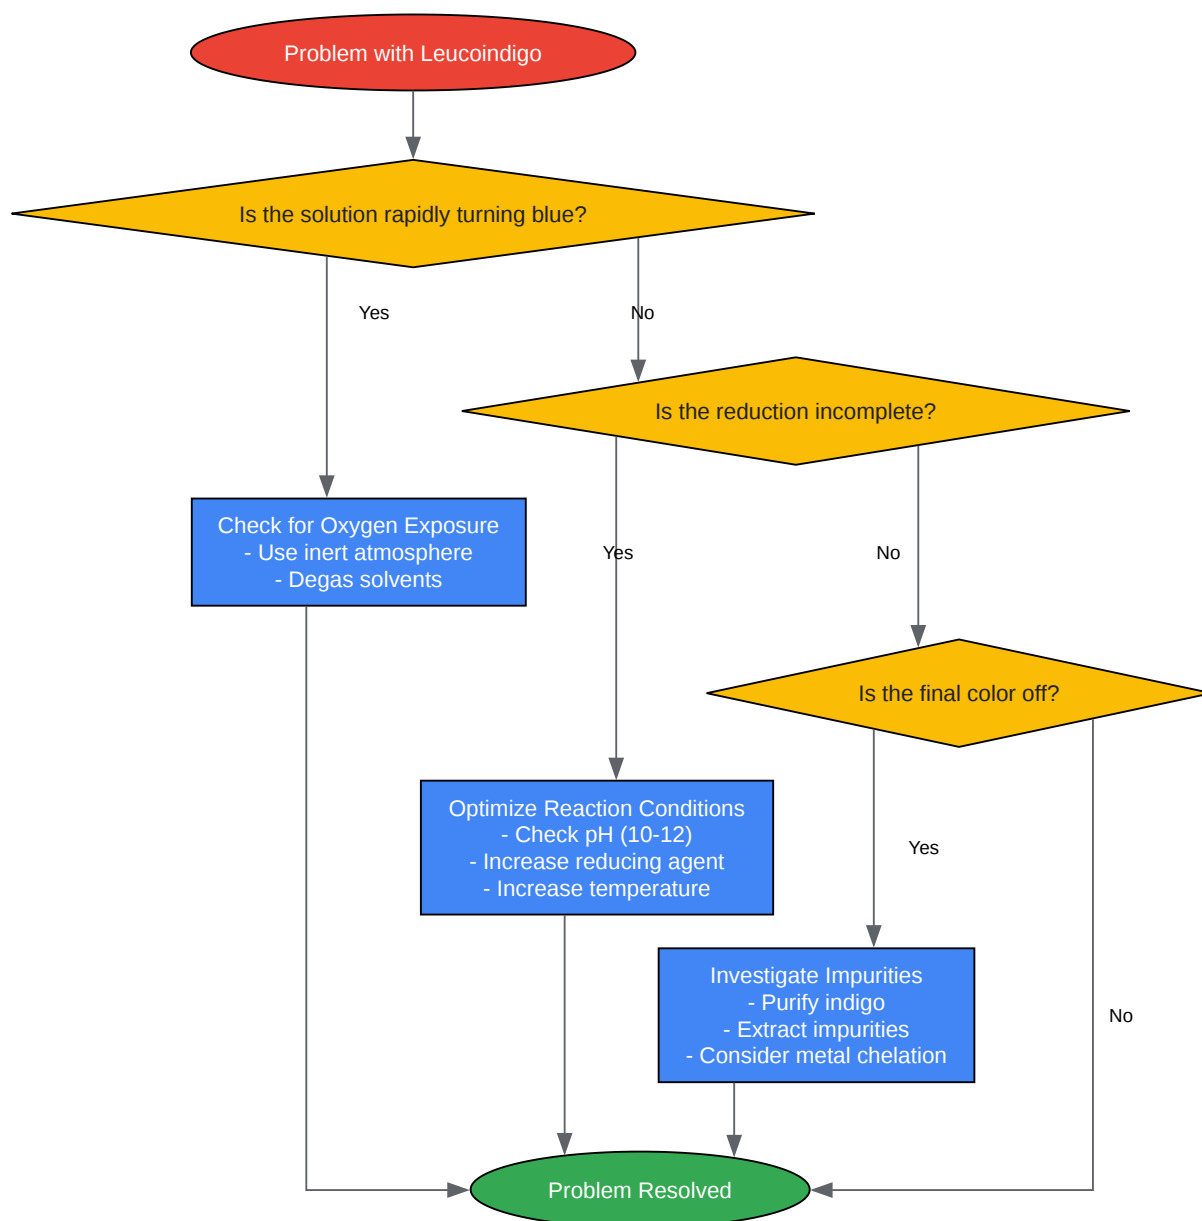 Problem with Leucoindigo
Is the solution rapidly turning blue?
Yes
No
Is the reduction incomplete?
Check for Oxygen Exposure
- Use inert atmosphere
- Degas solvents
Yes
No
Is the final color off?
Optimize Reaction Conditions
- Check pH (10-12)
- Increase reducing agent
- Increase temperature
Yes
Investigate Impurities
- Purify indigo
- Extract impurities
- Consider metal chelation
No
Problem Resolved